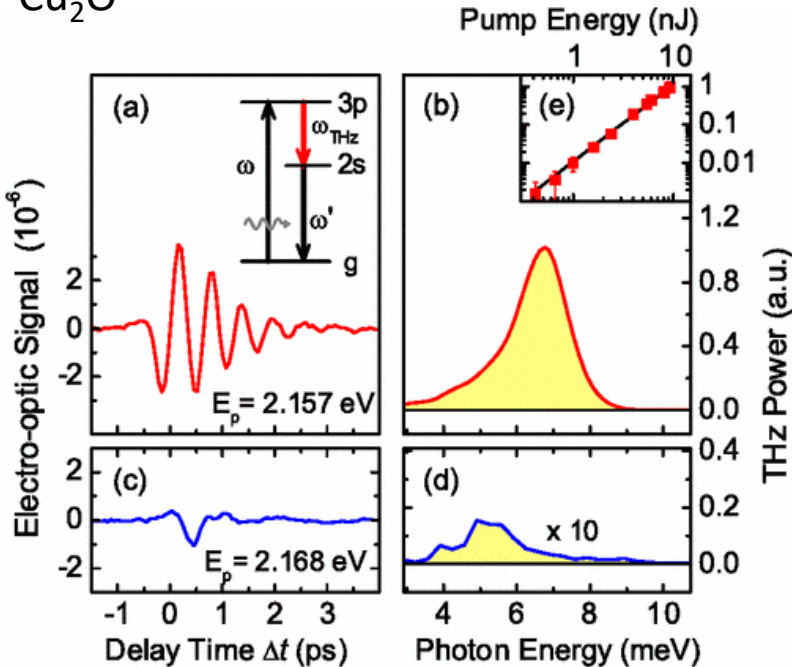 Cu₂O
Pump Energy (nJ)
1 10
(a)
3p
ω_THz
2s
ω
ω'
g
2
0
-2
E_p = 2.157 eV
Electro-optic Signal (10⁻⁶)
(b)
(e)
1
0.1
0.01
1.2
0.8
0.4
0.0
THz Power (a.u.)
(c)
2
0
-2
E_p = 2.168 eV
-1 0 1 2 3
Delay Time Δt (ps)
(d)
x 10
0.4
0.2
0.0
4 6 8 10
Photon Energy (meV)